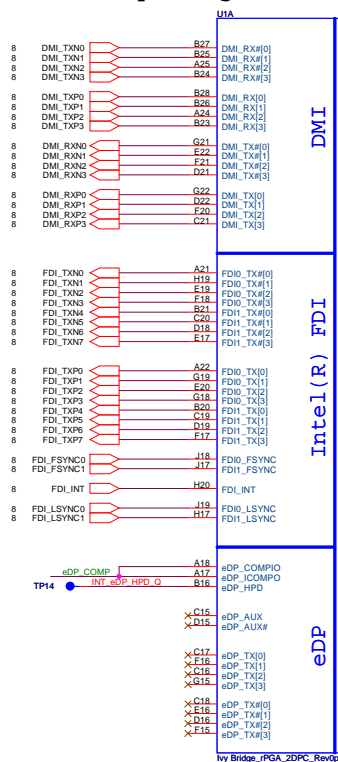 U1A
8 DMI_TXN0 B27 DMI_RX#[0]
8 DMI_TXN1 B25 DMI_RX#[1]
8 DMI_TXN2 A25 DMI_RX#[2]
8 DMI_TXN3 B24 DMI_RX#[3]
8 DMI_TXP0 B28 DMI_RX[0]
8 DMI_TXP1 B26 DMI_RX[1]
8 DMI_TXP2 A24 DMI_RX[2]
8 DMI_TXP3 B23 DMI_RX[3]
DMI
8 DMI_RXN0 G21 DMI_TX#[0]
8 DMI_RXN1 E22 DMI_TX#[1]
8 DMI_RXN2 F21 DMI_TX#[2]
8 DMI_RXN3 D21 DMI_TX#[3]
8 DMI_RXP0 G22 DMI_TX[0]
8 DMI_RXP1 D22 DMI_TX[1]
8 DMI_RXP2 F20 DMI_TX[2]
8 DMI_RXP3 C21 DMI_TX[3]
8 FDI_TXN0 A21 FDI0_TX#[0]
8 FDI_TXN1 H19 FDI0_TX#[1]
8 FDI_TXN2 E19 FDI0_TX#[2]
8 FDI_TXN3 F18 FDI0_TX#[3]
8 FDI_TXN4 B21 FDI1_TX#[0]
8 FDI_TXN5 C20 FDI1_TX#[1]
8 FDI_TXN6 D18 FDI1_TX#[2]
8 FDI_TXN7 E17 FDI1_TX#[3]
Intel(R) FDI
8 FDI_TXP0 A22 FDI0_TX[0]
8 FDI_TXP1 G19 FDI0_TX[1]
8 FDI_TXP2 E20 FDI0_TX[2]
8 FDI_TXP3 G18 FDI0_TX[3]
8 FDI_TXP4 B20 FDI1_TX[0]
8 FDI_TXP5 C19 FDI1_TX[1]
8 FDI_TXP6 D19 FDI1_TX[2]
8 FDI_TXP7 F17 FDI1_TX[3]
8 FDI_FSYNC0 J18 FDI0_FSYNC
8 FDI_FSYNC1 J17 FDI1_FSYNC
8 FDI_INT H20 FDI_INT
8 FDI_LSYNC0 J19 FDI0_LSYNC
8 FDI_LSYNC1 H17 FDI1_LSYNC
A18 eDP_COMPIO
eDP_COMP A17 eDP_ICOMPO
TP14 INT_eDP_HPD_Q B16 eDP_HPD
C15 eDP_AUX
D15 eDP_AUX#
eDP
C17 eDP_TX[0]
F16 eDP_TX[1]
C16 eDP_TX[2]
G15 eDP_TX[3]
C18 eDP_TX#[0]
E16 eDP_TX#[1]
D16 eDP_TX#[2]
F15 eDP_TX#[3]
Ivy Bridge_rPGA_2DPC_Rev0p